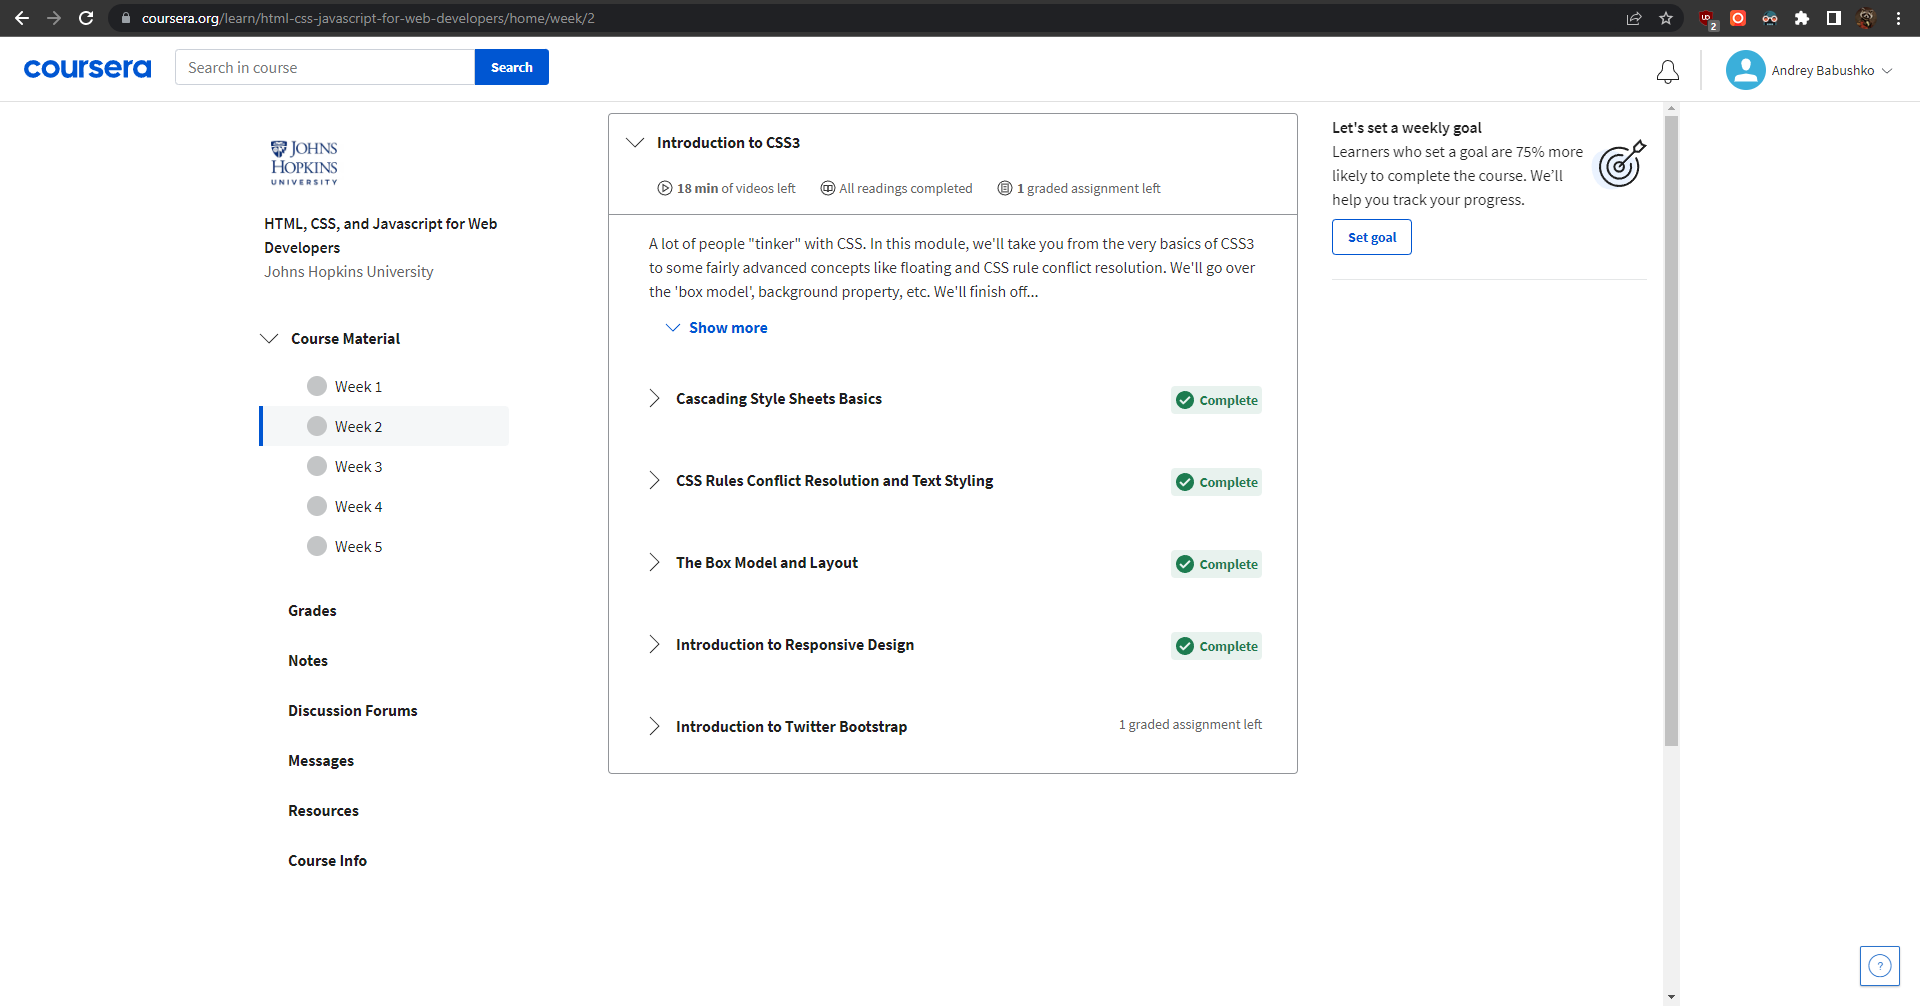 coursera.org/learn/html-css-javascript-for-web-developers/home/week/2
UD
2
coursera
Search in course
Search
Andrey Babushko
JOHNS
HOPKINS
UNIVERSITY
HTML, CSS, and Javascript for Web
Developers
Johns Hopkins University
Course Material
Week 1
Week 2
Week 3
Week 4
Week 5
Grades
Notes
Discussion Forums
Messages
Resources
Course Info
Introduction to CSS3
18 min of videos left
All readings completed
1 graded assignment left
A lot of people "tinker" with CSS. In this module, we'll take you from the very basics of CSS3
to some fairly advanced concepts like floating and CSS rule conflict resolution. We'll go over
the 'box model', background property, etc. We'll finish off...
Show more
Cascading Style Sheets Basics
Complete
CSS Rules Conflict Resolution and Text Styling
Complete
The Box Model and Layout
Complete
Introduction to Responsive Design
Complete
Introduction to Twitter Bootstrap
1 graded assignment left
Let's set a weekly goal
Learners who set a goal are 75% more
likely to complete the course. We’ll
help you track your progress.
Set goal
?